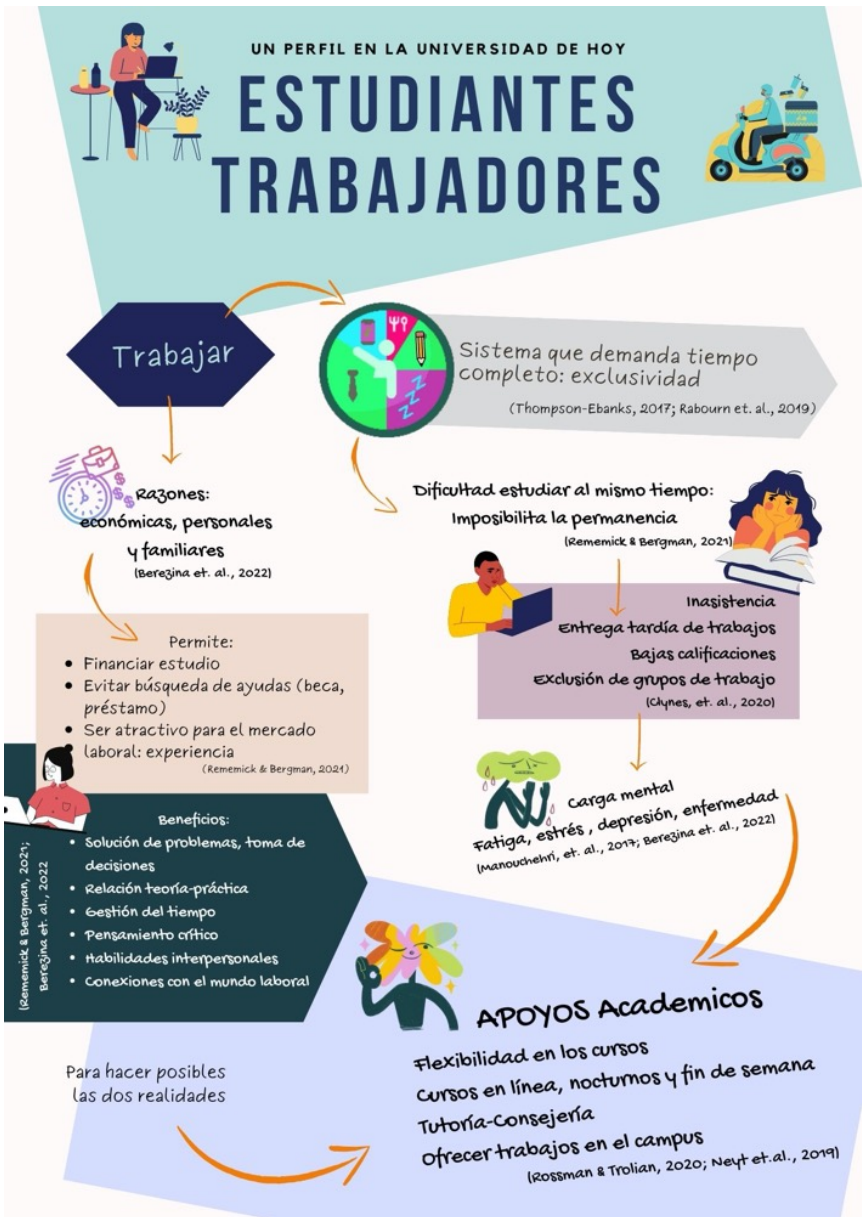 UN PERFIL EN LA UNIVERSIDAD DE HOY
ESTUDIANTES
TRABAJADORES
Trabajar
Sistema que demanda tiempo
completo: exclusividad
(Thompson-Ebanks, 2017; Rabourn et. al., 2019)
Razones:
económicas, personales
y familiares
(Berezina et. al., 2022)
Dificultad estudiar al mismo tiempo:
Imposibilita la permanencia
(Rememick & Bergman, 2021)
Inasistencia
Entrega tardía de trabajos
Bajas calificaciones
Exclusión de grupos de trabajo
(Clynes, et. al., 2020)
Permite:
• Financiar estudio
• Evitar búsqueda de ayudas (beca,
préstamo)
• Ser atractivo para el mercado
laboral: experiencia
(Rememick & Bergman, 2021)
Beneficios:
• Solución de problemas, toma de
decisiones
• Relación teoría-práctica
• Gestión del tiempo
• Pensamiento crítico
• Habilidades interpersonales
• Conexiones con el mundo laboral
(Rememick & Bergman, 2021;
Berezina et. al., 2022
Carga mental
Fatiga, estrés , depresión, enfermedad
(Manouchehri, et. al., 2017; Berezina et. al., 2022)
APOYOS Academicos
Flexibilidad en los cursos
Cursos en línea, nocturnos y fin de semana
Tutoría-Consejería
Ofrecer trabajos en el campus
(Rossman & Trolian, 2020; Neyt et.al., 2019)
Para hacer posibles
las dos realidades